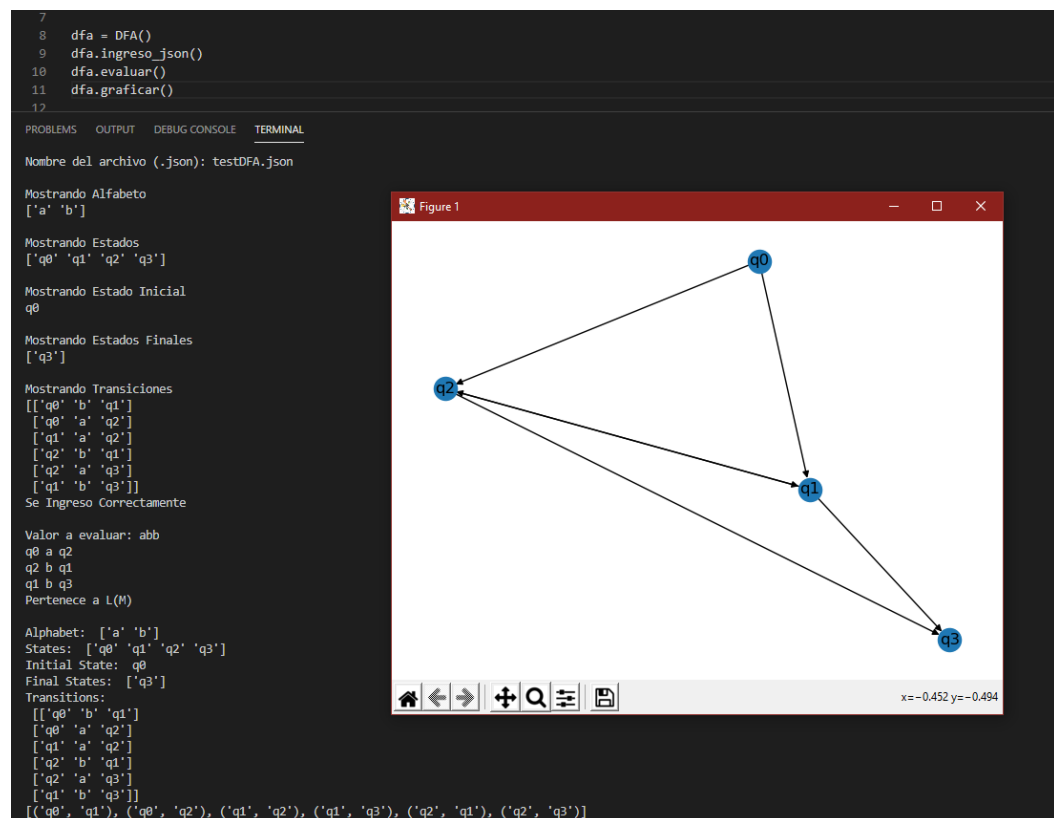 7
8 dfa = DFA()
9 dfa.ingreso_json()
10 dfa.evaluar()
11 dfa.graficar()
12
PROBLEMS OUTPUT DEBUG CONSOLE TERMINAL
Nombre del archivo (.json): testDFA.json
Mostrando Alfabeto
['a' 'b']
Mostrando Estados
['q0' 'q1' 'q2' 'q3']
Mostrando Estado Inicial
q0
Mostrando Estados Finales
['q3']
Mostrando Transiciones
[['q0' 'b' 'q1']
['q0' 'a' 'q2']
['q1' 'a' 'q2']
['q2' 'b' 'q1']
['q2' 'a' 'q3']
['q1' 'b' 'q3']]
Se Ingreso Correctamente
Valor a evaluar: abb
q0 a q2
q2 b q1
q1 b q3
Pertenece a L(M)
Alphabet:  ['a' 'b']
States:  ['q0' 'q1' 'q2' 'q3']
Initial State:  q0
Final States:  ['q3']
Transitions:
[['q0' 'b' 'q1']
['q0' 'a' 'q2']
['q1' 'a' 'q2']
['q2' 'b' 'q1']
['q2' 'a' 'q3']
['q1' 'b' 'q3']]
[('q0', 'q1'), ('q0', 'q2'), ('q1', 'q2'), ('q1', 'q3'), ('q2', 'q1'), ('q2', 'q3')]
Figure 1
q0
q2
q1
q3
x=−0.452 y=−0.494